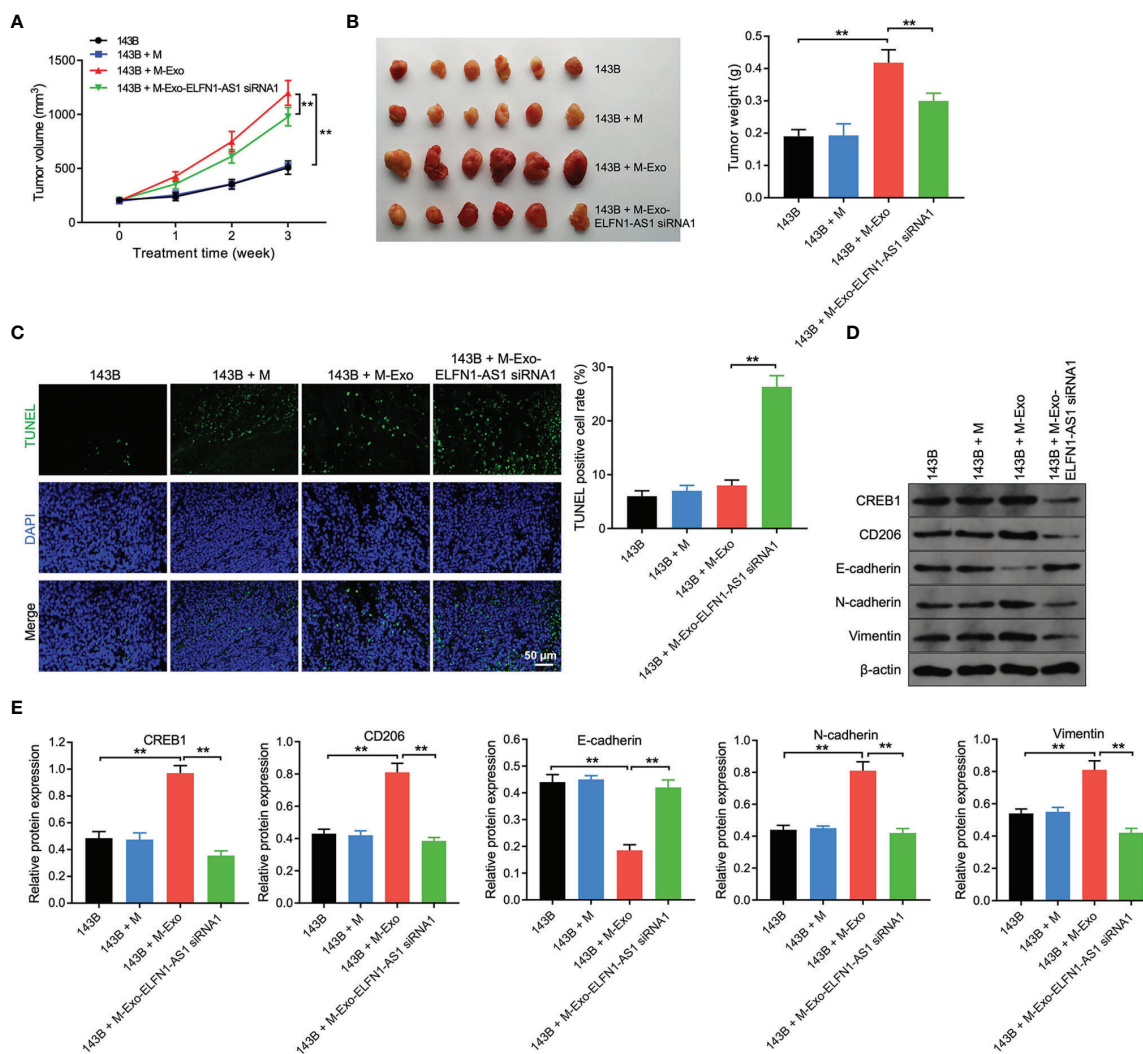 A
143B
143B + M
143B + M-Exo
143B + M-Exo-ELFN1-AS1 siRNA1
Tumor volume (mm3)
1500
1000
500
0
**
**
0
1
2
3
Treatment time (week)
B
143B
143B + M
143B + M-Exo
143B + M-Exo-
ELFN1-AS1 siRNA1
Tumor weight (g)
0.5
0.4
0.3
0.2
0.1
0.0
**
**
143B
143B + M
143B + M-Exo
143B + M-Exo-ELFN1-AS1 siRNA1
C
143B
143B + M
143B + M-Exo
143B + M-Exo-
ELFN1-AS1 siRNA1
TUNEL
DAPI
Merge
50 μm
TUNEL positive cell rate (%)
30
20
10
0
**
143B
143B + M
143B + M-Exo
143B + M-Exo-ELFN1-AS1 siRNA1
D
143B
143B + M
143B + M-Exo
143B + M-Exo-
ELFN1-AS1 siRNA1
CREB1
CD206
E-cadherin
N-cadherin
Vimentin
β-actin
E
CREB1
Relative protein expression
1.2
1.0
0.8
0.6
0.4
0.2
0.0
**
**
143B
143B + M
143B + M-Exo
143B + M-Exo-ELFN1-AS1 siRNA1
CD206
Relative protein expression
1.0
0.8
0.6
0.4
0.2
0.0
**
**
143B
143B + M
143B + M-Exo
143B + M-Exo-ELFN1-AS1 siRNA1
E-cadherin
Relative protein expression
0.6
0.4
0.2
0.0
**
**
143B
143B + M
143B + M-Exo
143B + M-Exo-ELFN1-AS1 siRNA1
N-cadherin
Relative protein expression
1.0
0.8
0.6
0.4
0.2
0.0
**
**
143B
143B + M
143B + M-Exo
143B + M-Exo-ELFN1-AS1 siRNA1
Vimentin
Relative protein expression
1.0
0.8
0.6
0.4
0.2
0.0
**
**
143B
143B + M
143B + M-Exo
143B + M-Exo-ELFN1-AS1 siRNA1